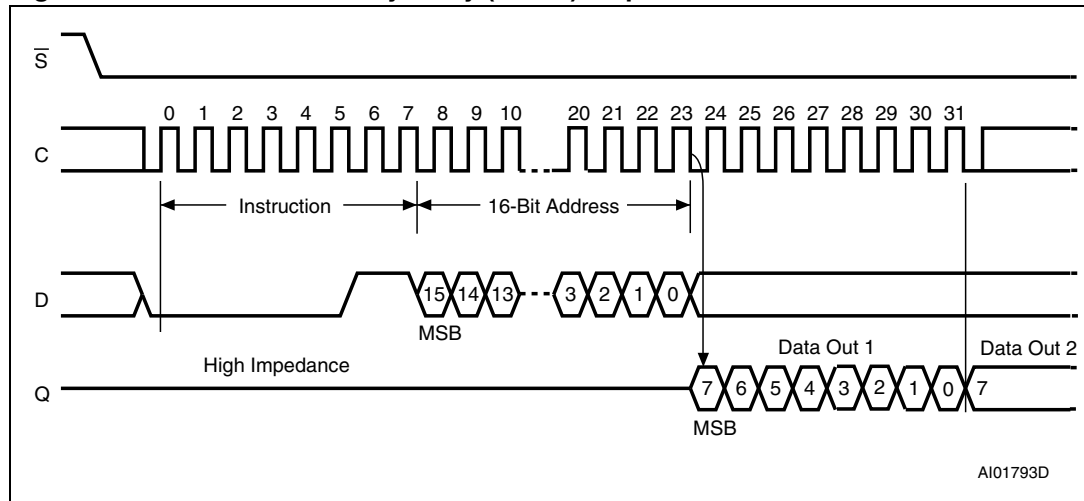 S
0 1 2 3 4 5 6 7 8 9 10 20 21 22 23 24 25 26 27 28 29 30 31
C
Instruction 16-Bit Address
D
15 14 13 3 2 1 0
MSB
High Impedance
Data Out 1 Data Out 2
Q
7 6 5 4 3 2 1 0 7
MSB
AI01793D